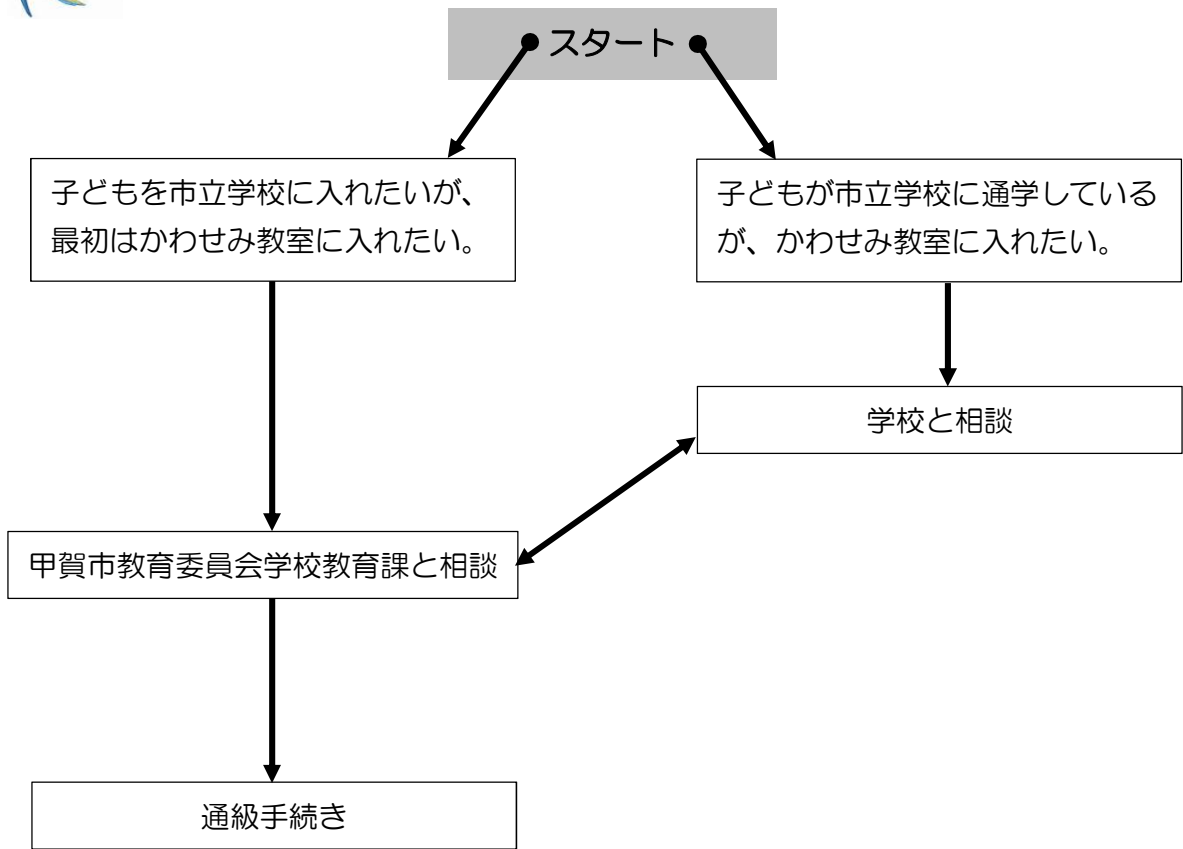 スタート
子どもを市立学校に入れたいが、
最初はかわせみ教室に入れたい。
子どもが市立学校に通学している
が、かわせみ教室に入れたい。
学校と相談
甲賀市教育委員会学校教育課と相談
通級手続き